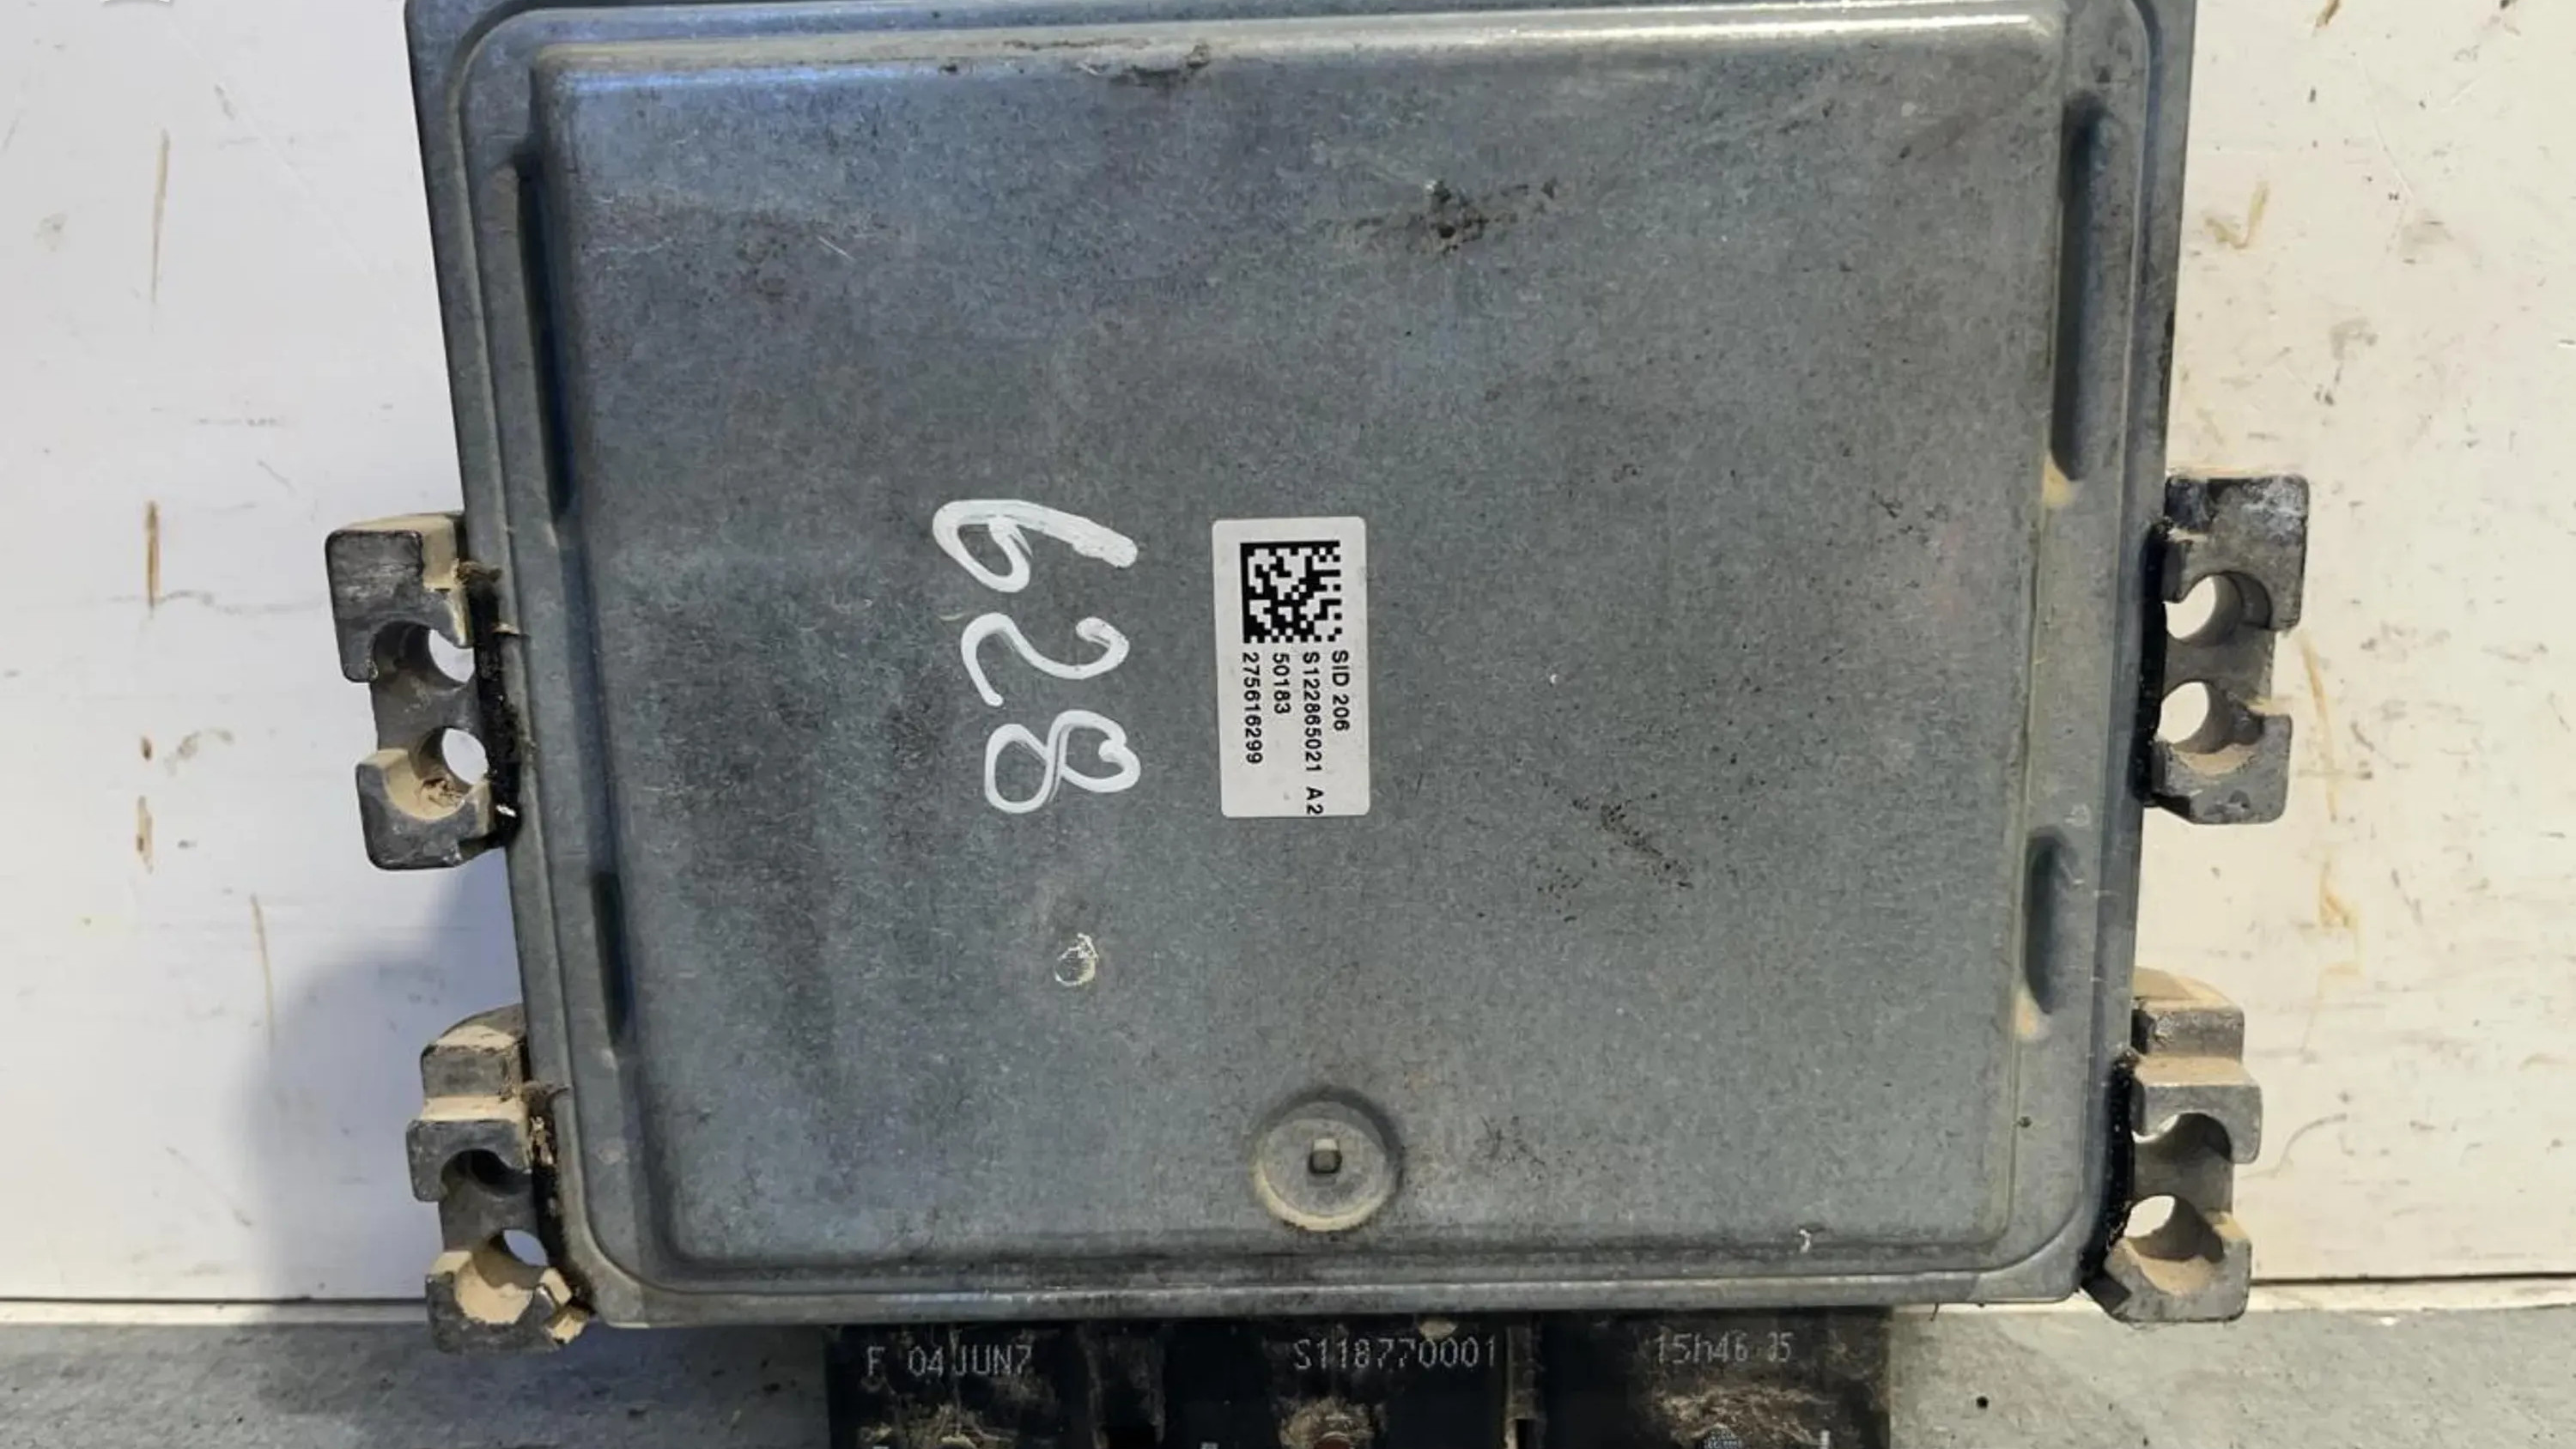 628
SID 206
S122865021 A2
50183
275616299
F 04JUN7
S118770001
15h46 35